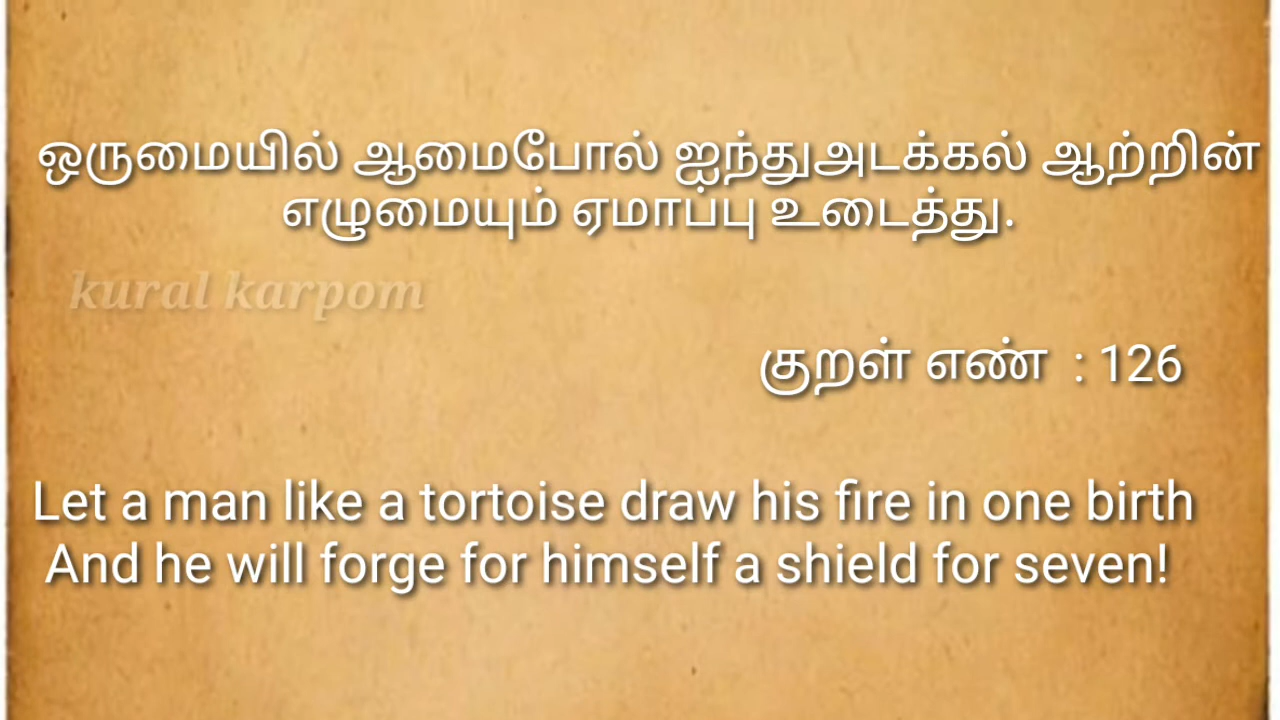 ஒருமையில் ஆமைபோல் ஐந்துஅடக்கல் ஆற்றின்
எழுமையும் ஏமாப்பு உடைத்து.
kural karpom
குறள் எண் : 126
Let a man like a tortoise draw his fire in one birth
And he will forge for himself a shield for seven!